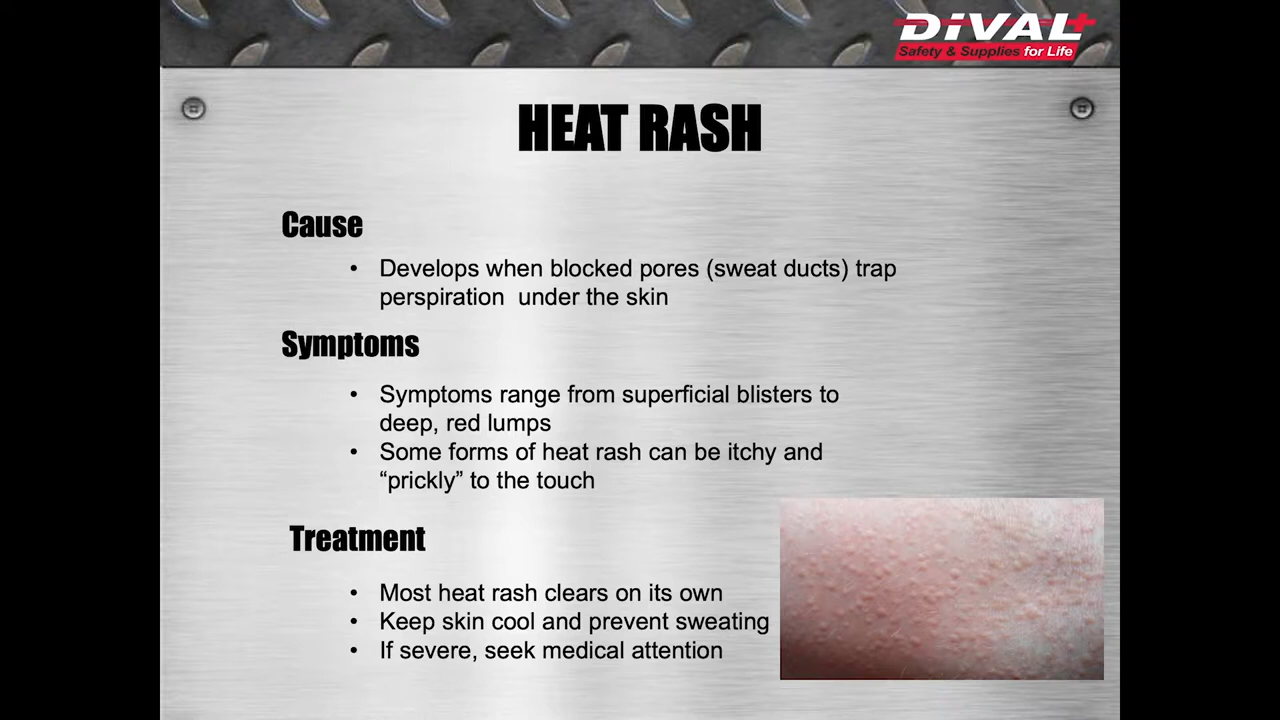 DiVAL
Safety & Supplies for Life
HEAT RASH
Cause
• Develops when blocked pores (sweat ducts) trap
perspiration  under the skin
Symptoms
• Symptoms range from superficial blisters to
deep, red lumps
• Some forms of heat rash can be itchy and
“prickly” to the touch
Treatment
• Most heat rash clears on its own
• Keep skin cool and prevent sweating
• If severe, seek medical attention